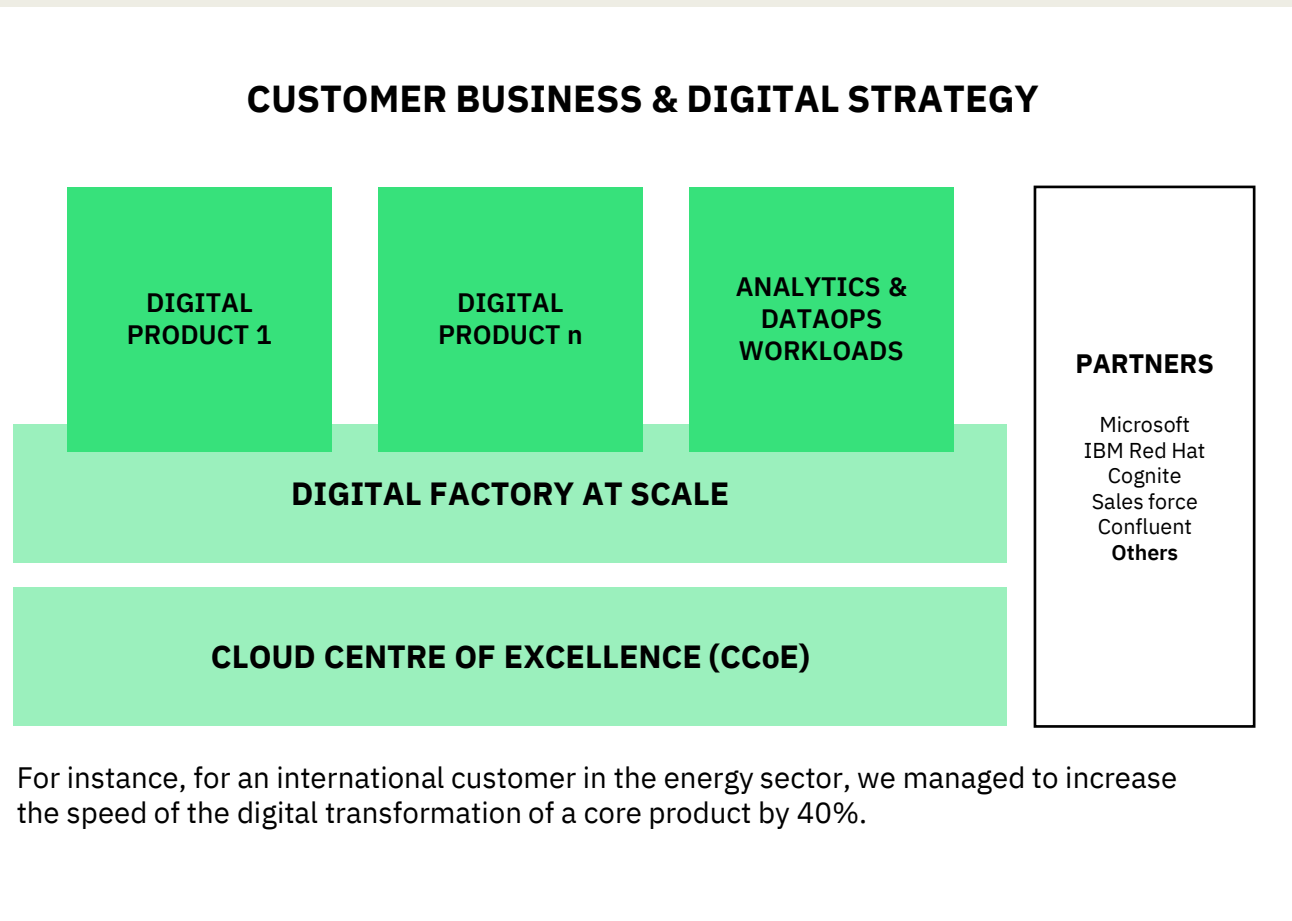 CUSTOMER BUSINESS & DIGITAL STRATEGY
DIGITAL
PRODUCT 1
DIGITAL
PRODUCT n
ANALYTICS &
DATAOPS
WORKLOADS
DIGITAL FACTORY AT SCALE
CLOUD CENTRE OF EXCELLENCE (CCoE)
PARTNERS
Microsoft
IBM Red Hat
Cognite
Sales force
Confluent
Others
For instance, for an international customer in the energy sector, we managed to increase
the speed of the digital transformation of a core product by 40%.